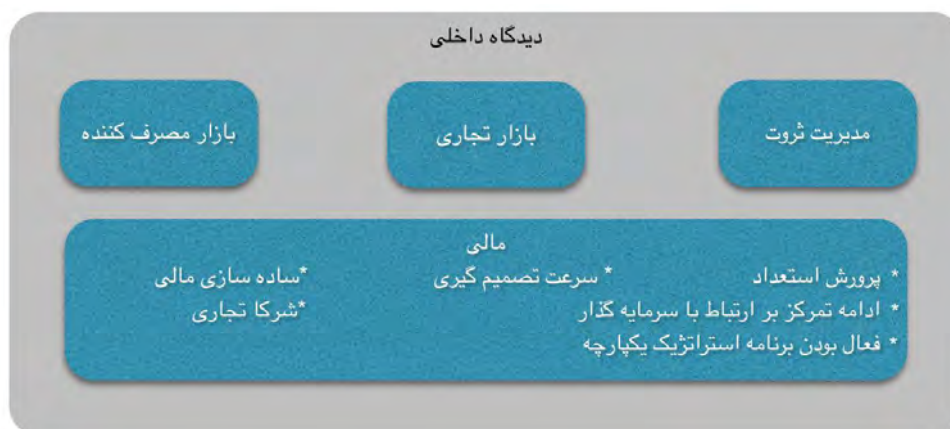 دیدگاه داخلی
مدیریت ثروت
بازار تجاری
بازار مصرف کننده
مالی
* پرورش استعداد * سرعت تصمیم گیری *ساده سازی مالی
* ادامه تمرکز بر ارتباط با سرمایه گذار *شرکا تجاری
* فعال بودن برنامه استراتژیک یکپارچه